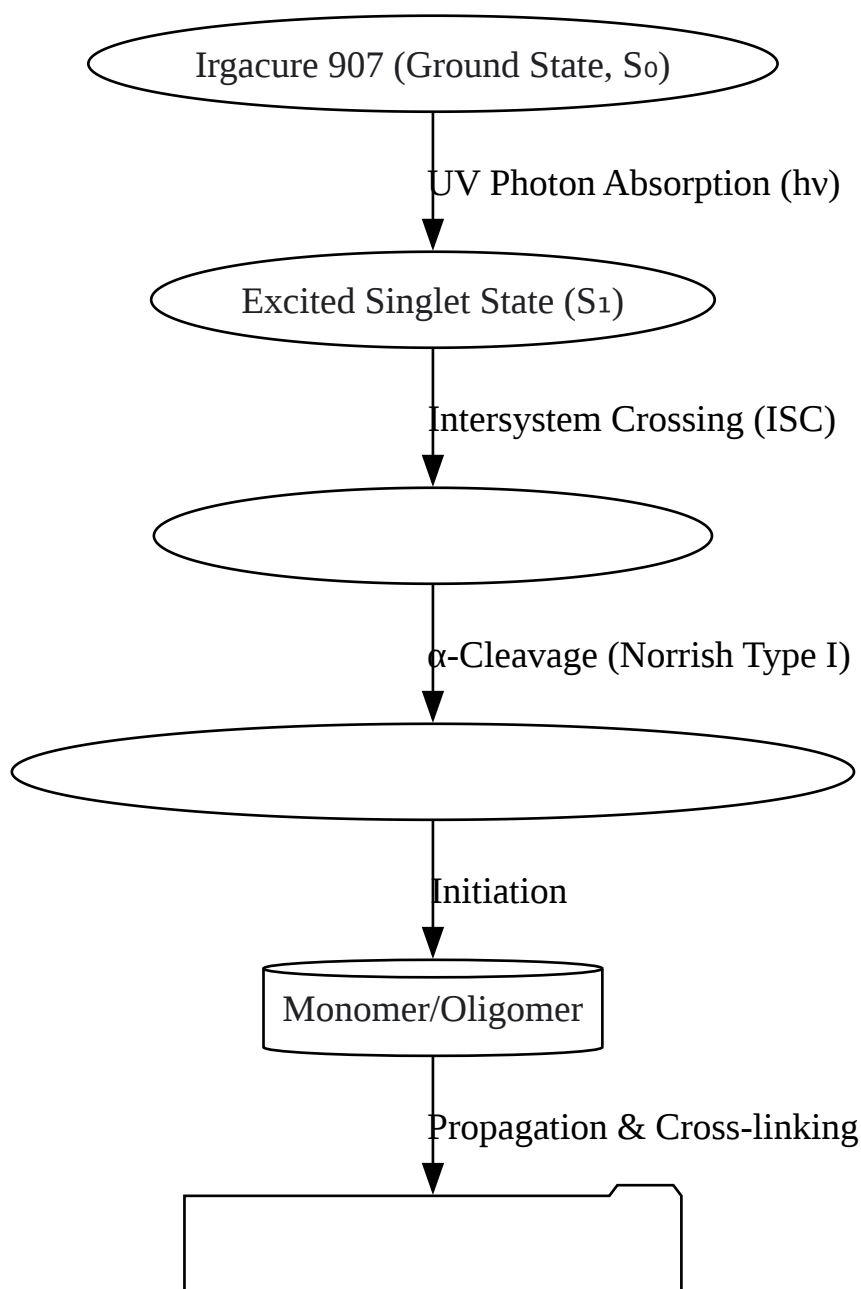 Irgacure 907 (Ground State, S₀)
UV Photon Absorption (hν)
Excited Singlet State (S₁)
Intersystem Crossing (ISC)
α-Cleavage (Norrish Type I)
Initiation
Monomer/Oligomer
Propagation & Cross-linking